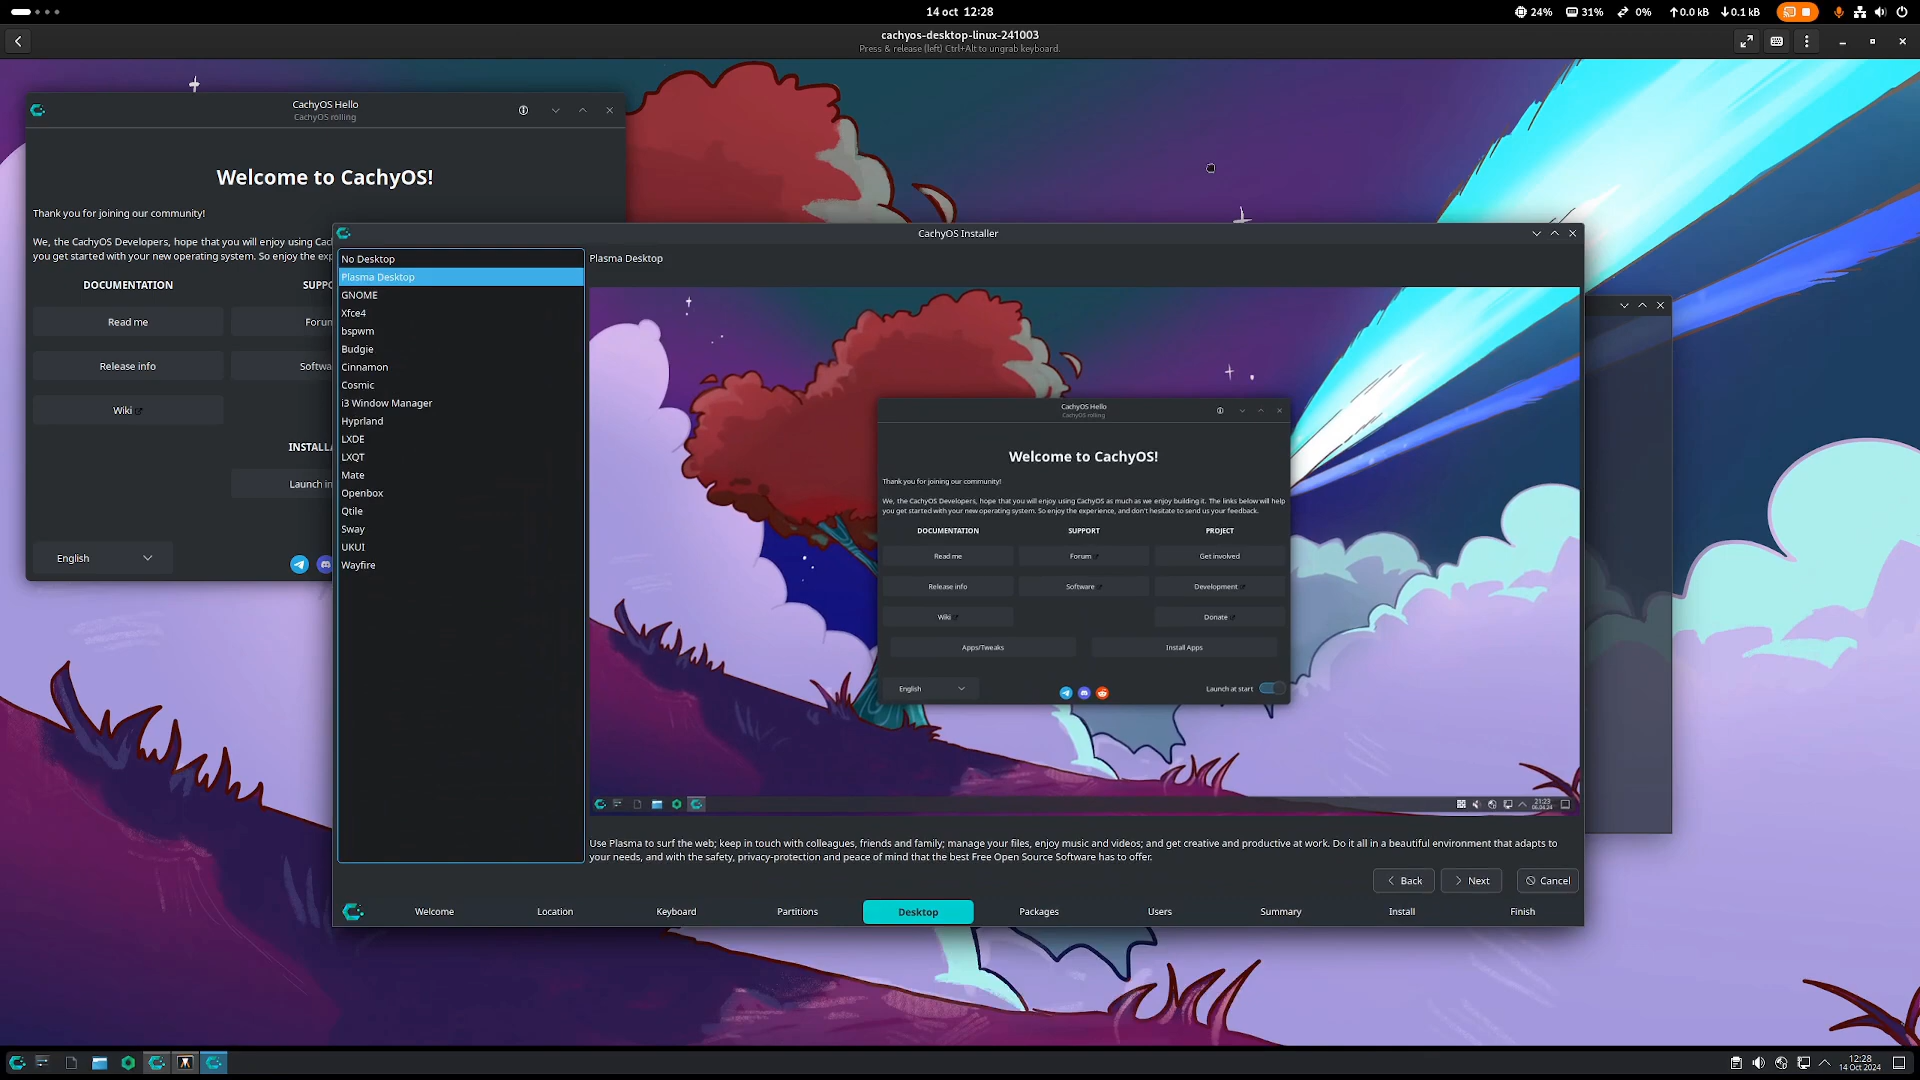 14 oct 12:28
24%
31%
0%
0.0 kB
0.1 kB
cachyos-desktop-linux-241003
Press & release (left) Ctrl+Alt to ungrab keyboard.
CachyOS Hello
CachyOS rolling
Welcome to CachyOS!
Thank you for joining our community!
We, the CachyOS Developers, hope that you will enjoy using Cac
you get started with your new operating system. So enjoy the exp
DOCUMENTATION
SUPPO
Read me
Forum
Release info
Softwa
Wiki
INSTALLA
Launch in
English
CachyOS Installer
No Desktop
Plasma Desktop
GNOME
Xfce4
bspwm
Budgie
Cinnamon
Cosmic
i3 Window Manager
Hyprland
LXDE
LXQT
Mate
Openbox
Qtile
Sway
UKUI
Wayfire
Plasma Desktop
CachyOS Hello
CachyOS rolling
Welcome to CachyOS!
Thank you for joining our community!
We, the CachyOS Developers, hope that you will enjoy using CachyOS as much as we enjoy building it. The links below will help
you get started with your new operating system. So enjoy the experience, and don't hesitate to send us your feedback.
DOCUMENTATION
SUPPORT
PROJECT
Read me
Forum
Get involved
Release info
Software
Development
Wiki
Donate
Apps/Tweaks
Install Apps
English
Launch at start
21:23
06.04.24
Use Plasma to surf the web; keep in touch with colleagues, friends and family; manage your files, enjoy music and videos; and get creative and productive at work. Do it all in a beautiful environment that adapts to
your needs, and with the safety, privacy-protection and peace of mind that the best Free Open Source Software has to offer.
Back
Next
Cancel
Welcome
Location
Keyboard
Partitions
Desktop
Packages
Users
Summary
Install
Finish
12:28
14 Oct 2024